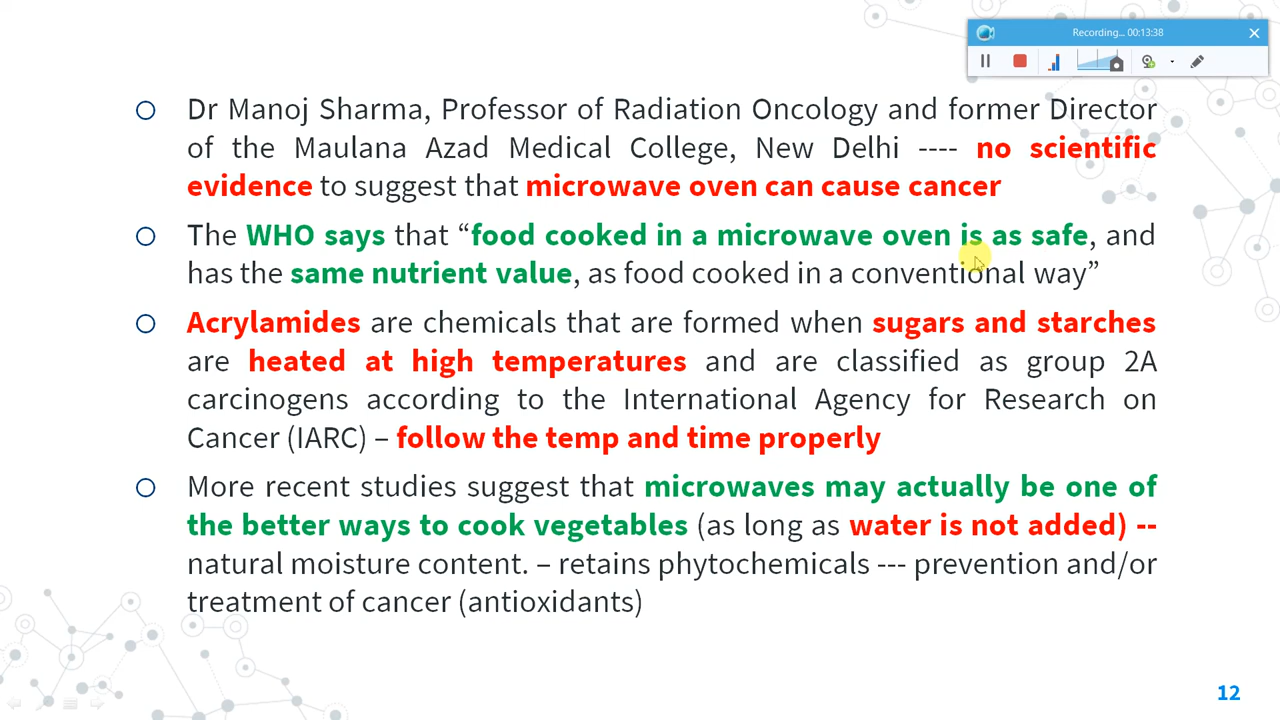 Recording... 00:13:38
Dr Manoj Sharma, Professor of Radiation Oncology and former Director
of the Maulana Azad Medical College, New Delhi ---- no scientific
evidence to suggest that microwave oven can cause cancer
The WHO says that “food cooked in a microwave oven is as safe, and
has the same nutrient value, as food cooked in a conventional way”
Acrylamides are chemicals that are formed when sugars and starches
are heated at high temperatures and are classified as group 2A
carcinogens according to the International Agency for Research on
Cancer (IARC) – follow the temp and time properly
More recent studies suggest that microwaves may actually be one of
the better ways to cook vegetables (as long as water is not added) --
natural moisture content. – retains phytochemicals --- prevention and/or
treatment of cancer (antioxidants)
12